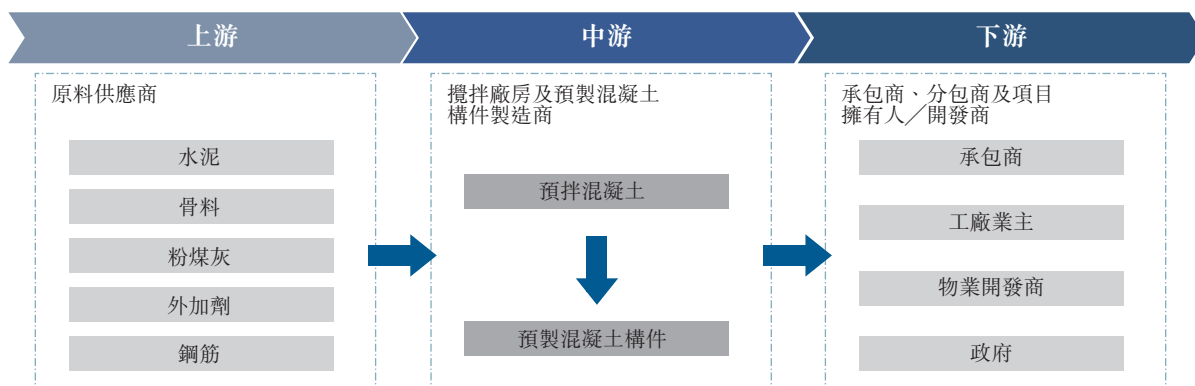 上游
中游
下游
原料供應商
水泥
骨料
粉煤灰
外加劑
鋼筋
攪拌廠房及預製混凝土
構件製造商
預拌混凝土
預製混凝土構件
承包商、分包商及項目
擁有人／開發商
承包商
工廠業主
物業開發商
政府